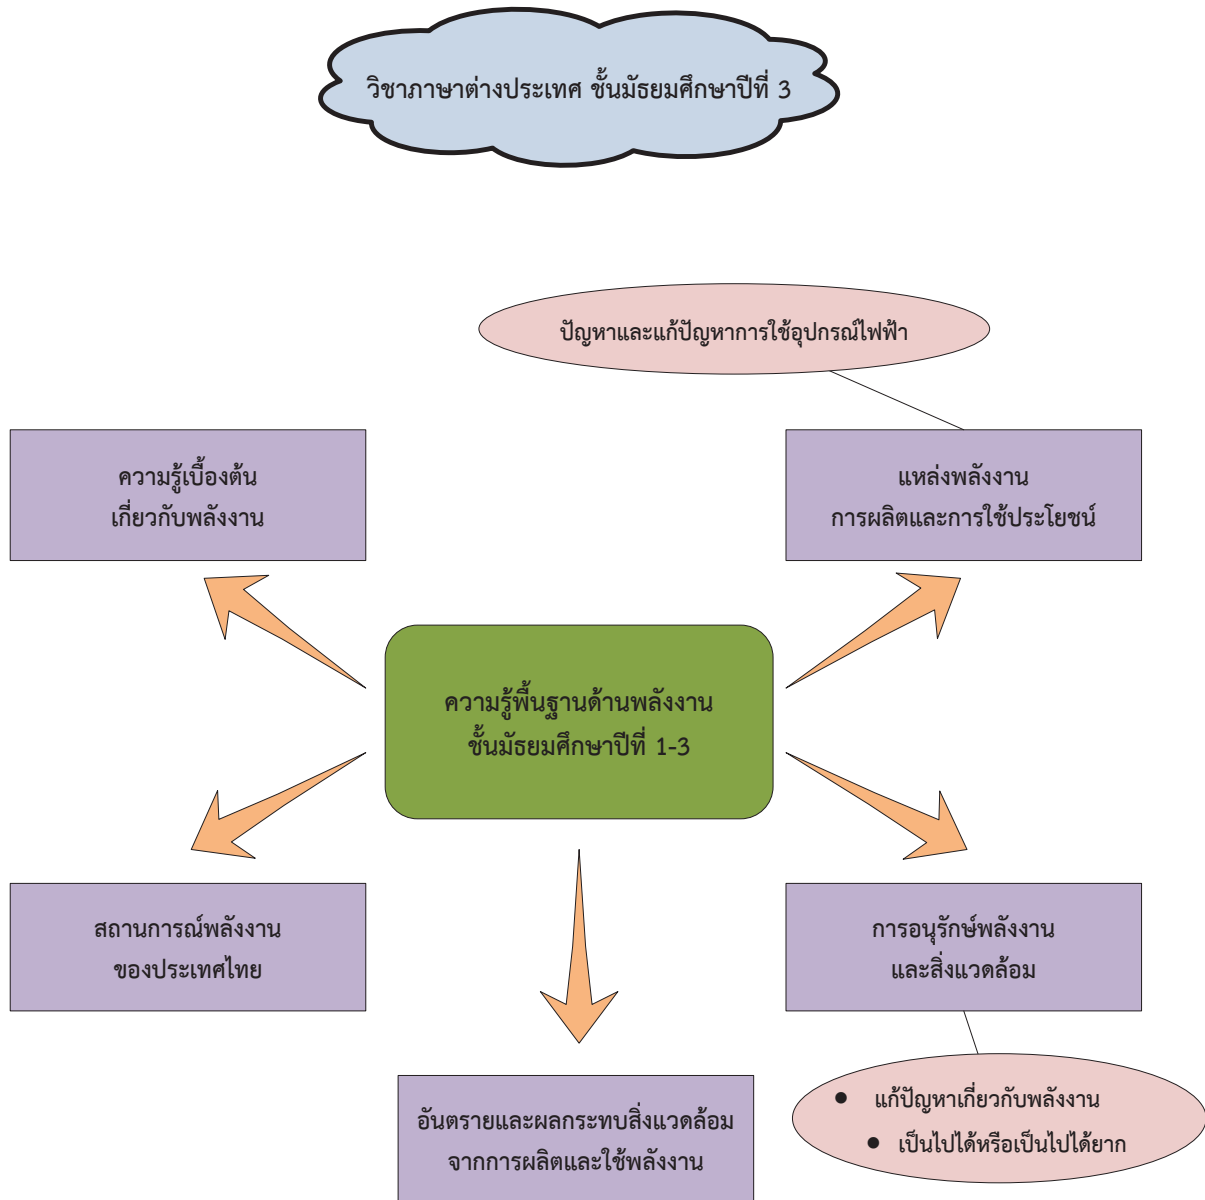 วิชาภาษาต่างประเทศ ชั้นมัธยมศึกษาปีที่ 3
ปัญหาและแก้ปัญหาการใช้อุปกรณ์ไฟฟ้า
ความรู้เบื้องต้น
เกี่ยวกับพลังงาน
แหล่งพลังงาน
การผลิตและการใช้ประโยชน์
ความรู้พื้นฐานด้านพลังงาน
ชั้นมัธยมศึกษาปีที่ 1-3
สถานการณ์พลังงาน
ของประเทศไทย
การอนุรักษ์พลังงาน
และสิ่งแวดล้อม
อันตรายและผลกระทบสิ่งแวดล้อม
จากการผลิตและใช้พลังงาน
● แก้ปัญหาเกี่ยวกับพลังงาน
● เป็นไปได้หรือเป็นไปได้ยาก